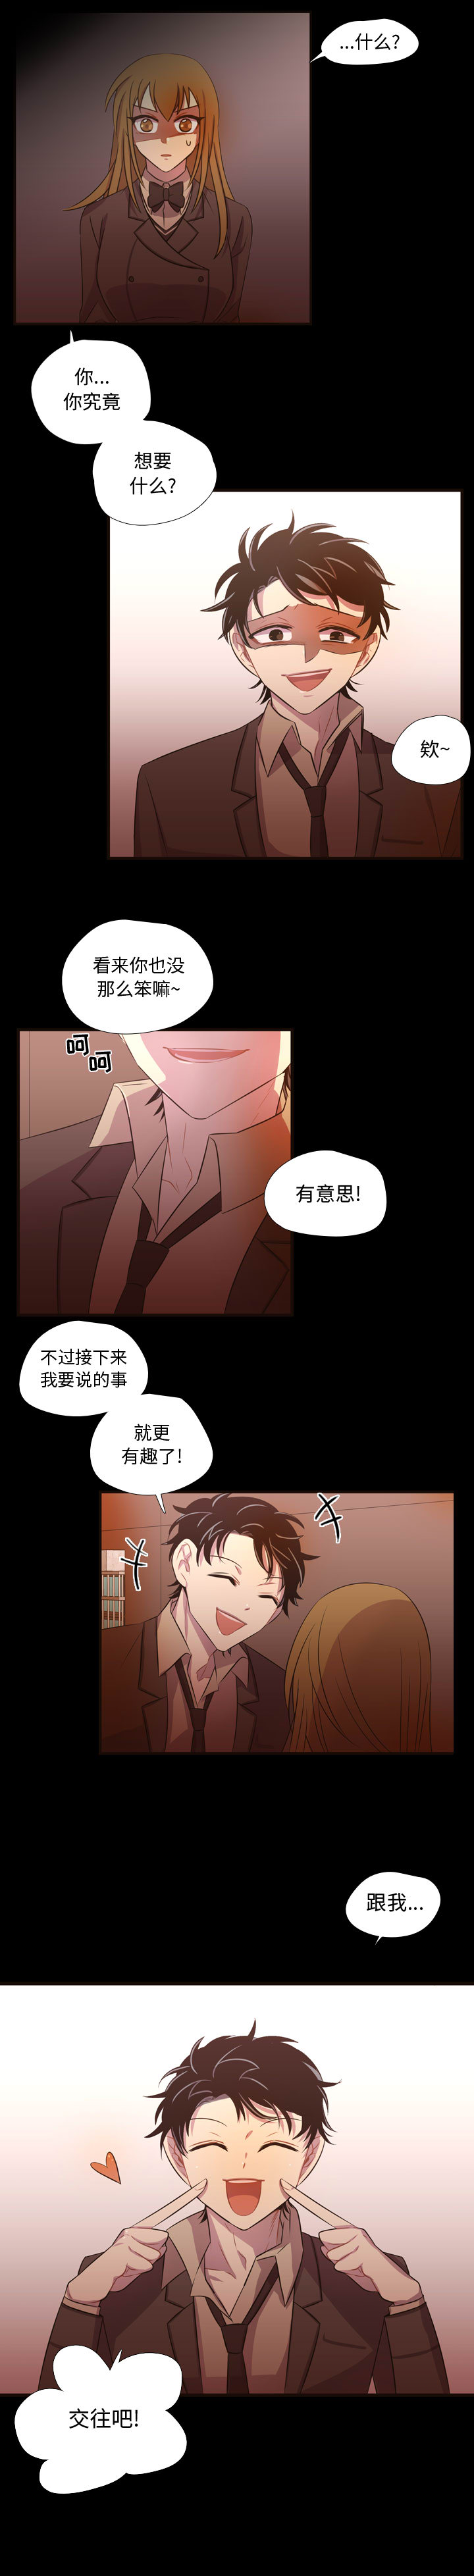 ...什么?
你...
你究竟
想要
什么?
欸~
看来你也没
那么笨嘛~
呵
呵
有意思!
不过接下来
我要说的事
就更
有趣了!
跟我...
交往吧!